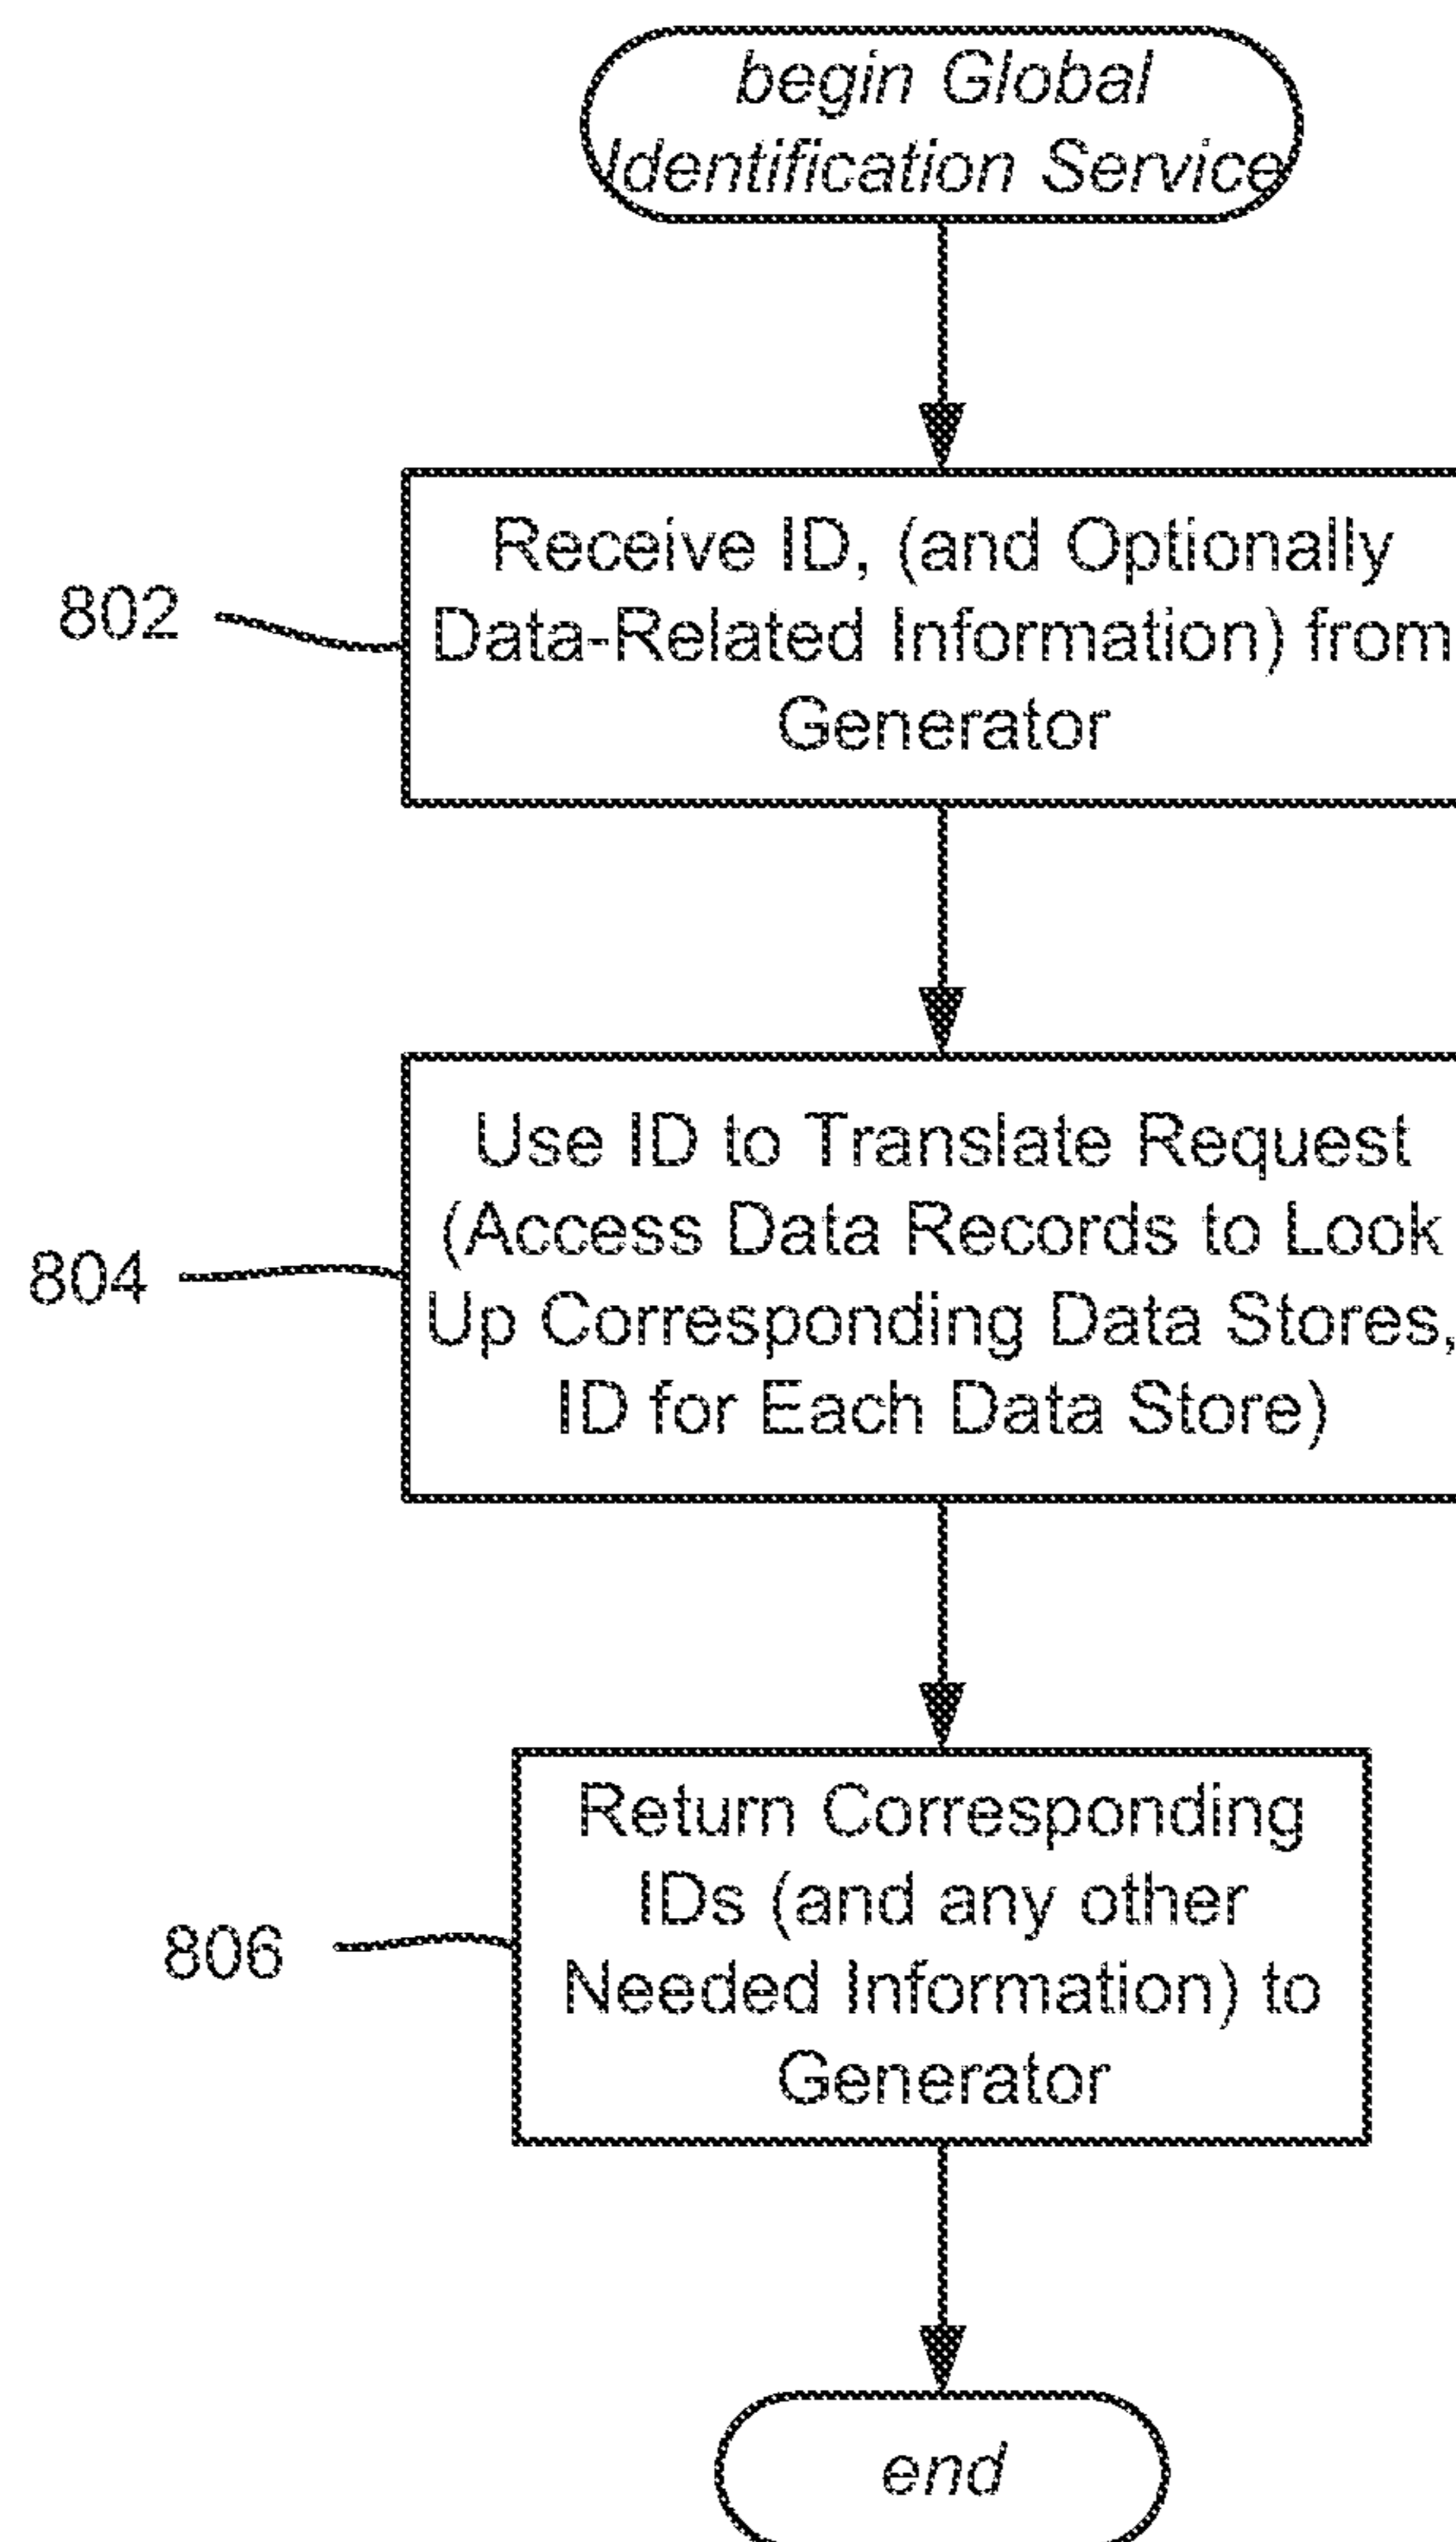 begin Global
Identification Service
Receive ID, (and Optionally
802
Data-Related Information) from
Generator
Use ID to Translate Request
(Access Data Records to Look
804
Up Corresponding Data Stores,
ID for Each Data Store)
Return Corresponding
IDs (and any other
806
Needed Information) to
Generator
end